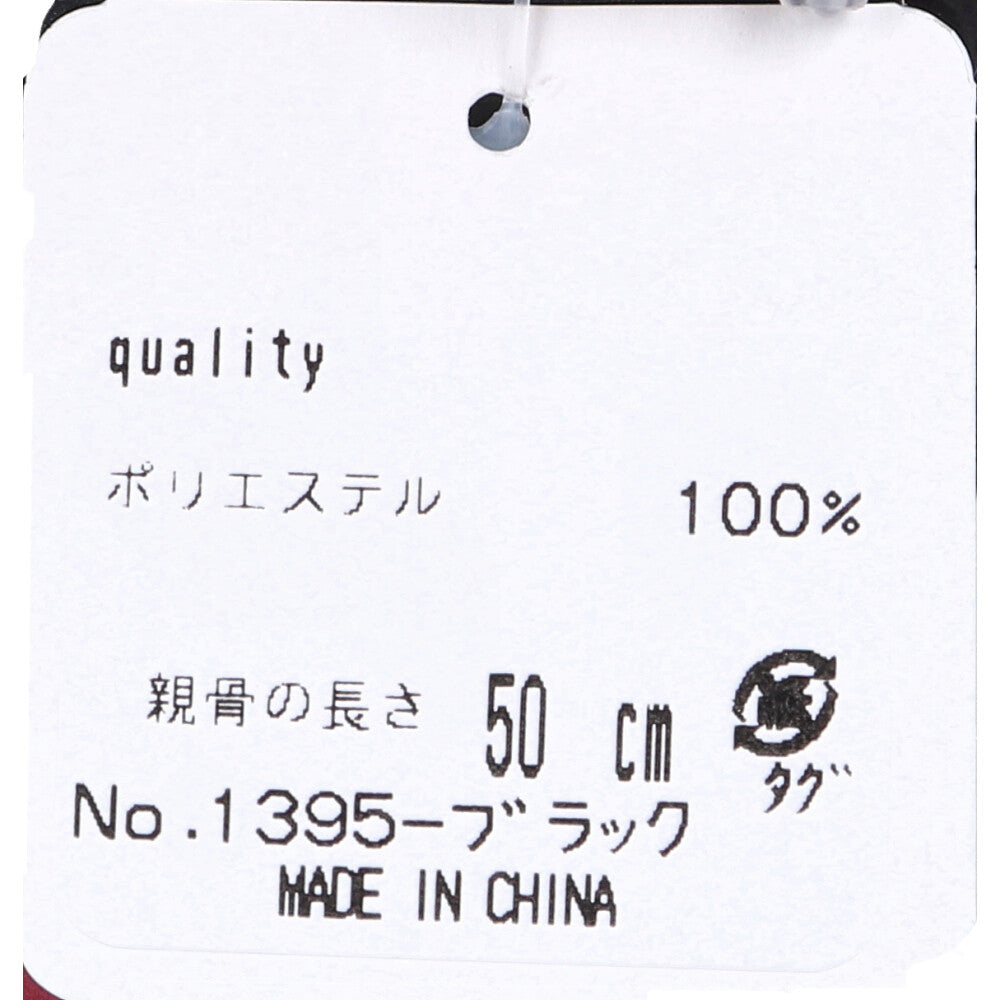 quality
ポリエステル 100%
親骨の長さ 50 cm
タグ
No.1395-ブラック
MADE IN CHINA